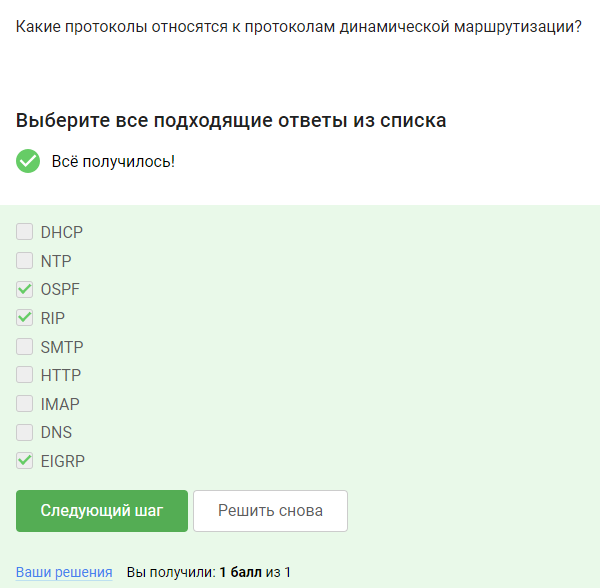 Какие протоколы относятся к протоколам динамической маршрутизации?
Выберите все подходящие ответы из списка
Всё получилось!
DHCP
NTP
OSPF
RIP
SMTP
HTTP
IMAP
DNS
EIGRP
Следующий шаг Решить снова
Ваши решения Вы получили: 1 балл из 1